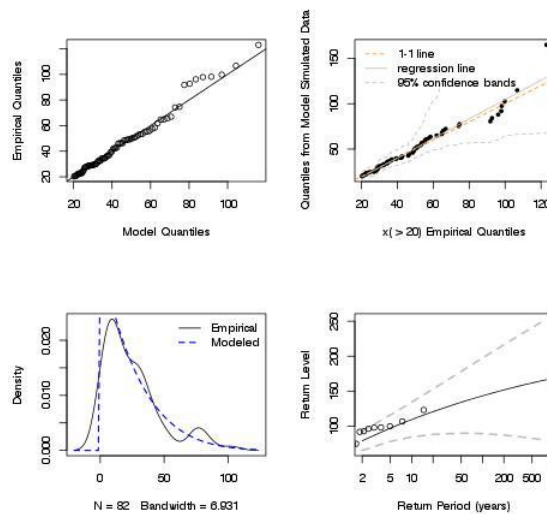 Empirical Quantiles
20 40 60 80 100
20 40 60 80 100
Model Quantiles
Quantiles from Model Simulated Data
50 100 150
1-1 line
regression line
95% confidence bands
20 40 60 80 100 120
x( > 20) Empirical Quantiles
Density
0.000 0.010 0.020
Empirical
Modeled
0 50 100
N = 82 Bandwidth = 6.931
Return Level
100 150 200 250
2 5 10 50 100 200 500
Return Period (years)